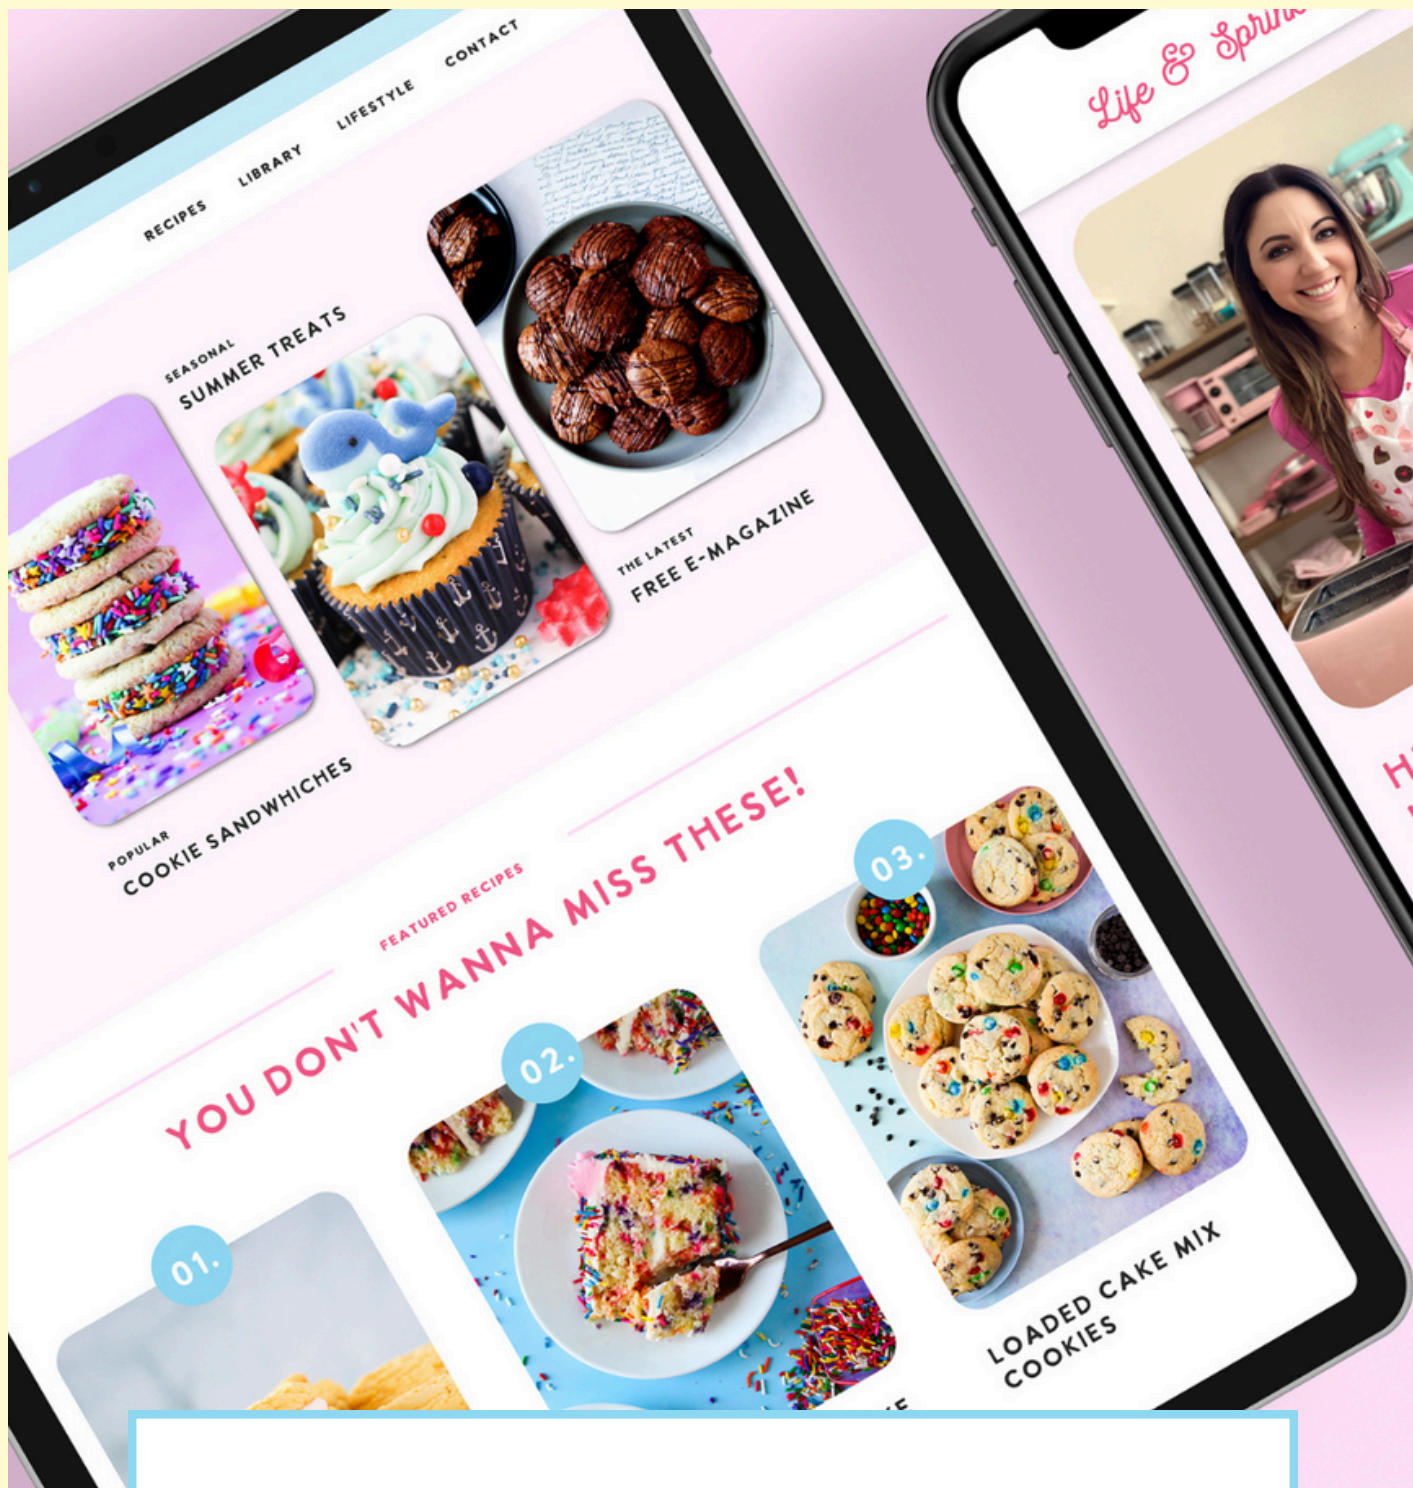 CONTACT
LIFESTYLE
LIBRARY
RECIPES
SEASONAL
SUMMER TREATS
THE LATEST
FREE E-MAGAZINE
POPULAR
COOKIE SANDWHICHES
FEATURED RECIPES
YOU DON'T WANNA MISS THESE!
01.
02.
03.
LOADED CAKE MIX
COOKIES
Life &